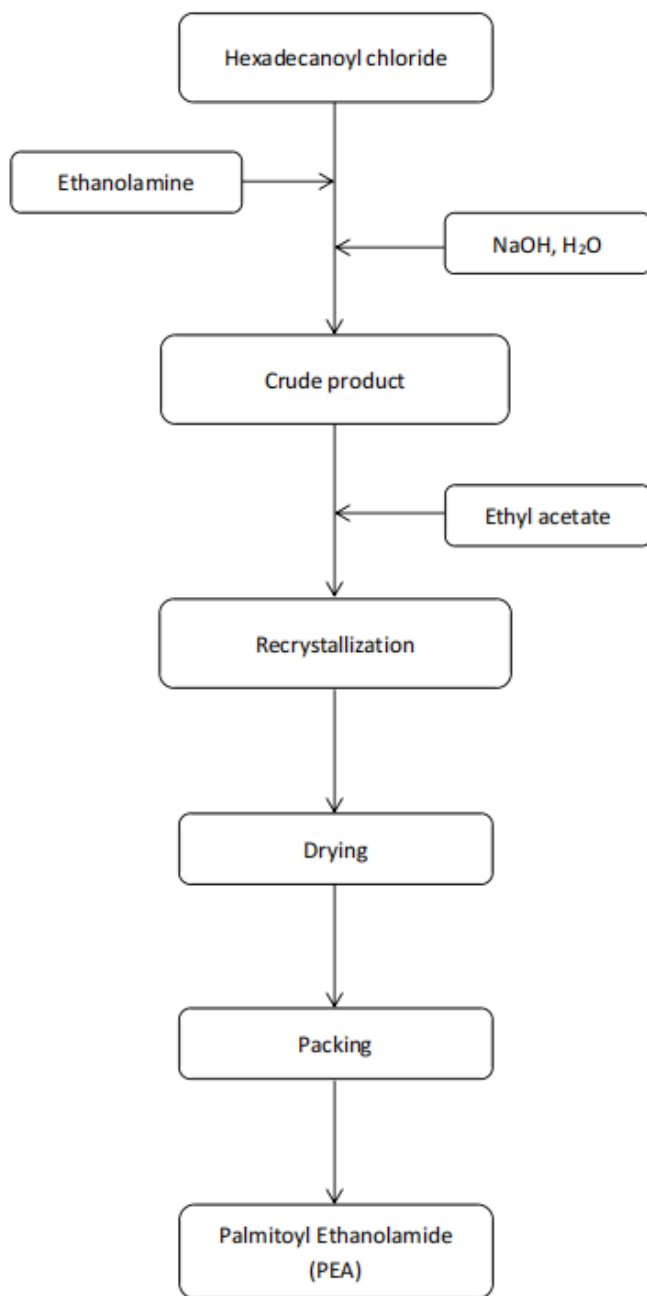 Hexadecanoyl chloride
Ethanolamine
NaOH, H₂O
Crude product
Ethyl acetate
Recrystallization
Drying
Packing
Palmitoyl Ethanolamide
(PEA)